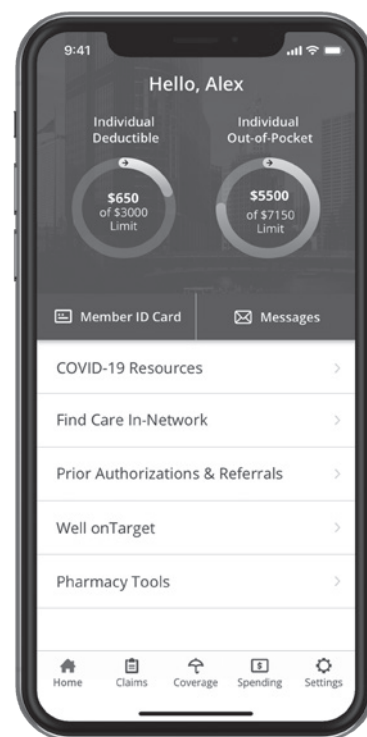 9:41
Hello, Alex
Individual
Deductible
$650
of $3000
Limit
Individual
Out-of-Pocket
$5500
of $7150
Limit
Member ID Card
Messages
COVID-19 Resources
Find Care In-Network
Prior Authorizations & Referrals
Well onTarget
Pharmacy Tools
Home
Claims
Coverage
Spending
Settings